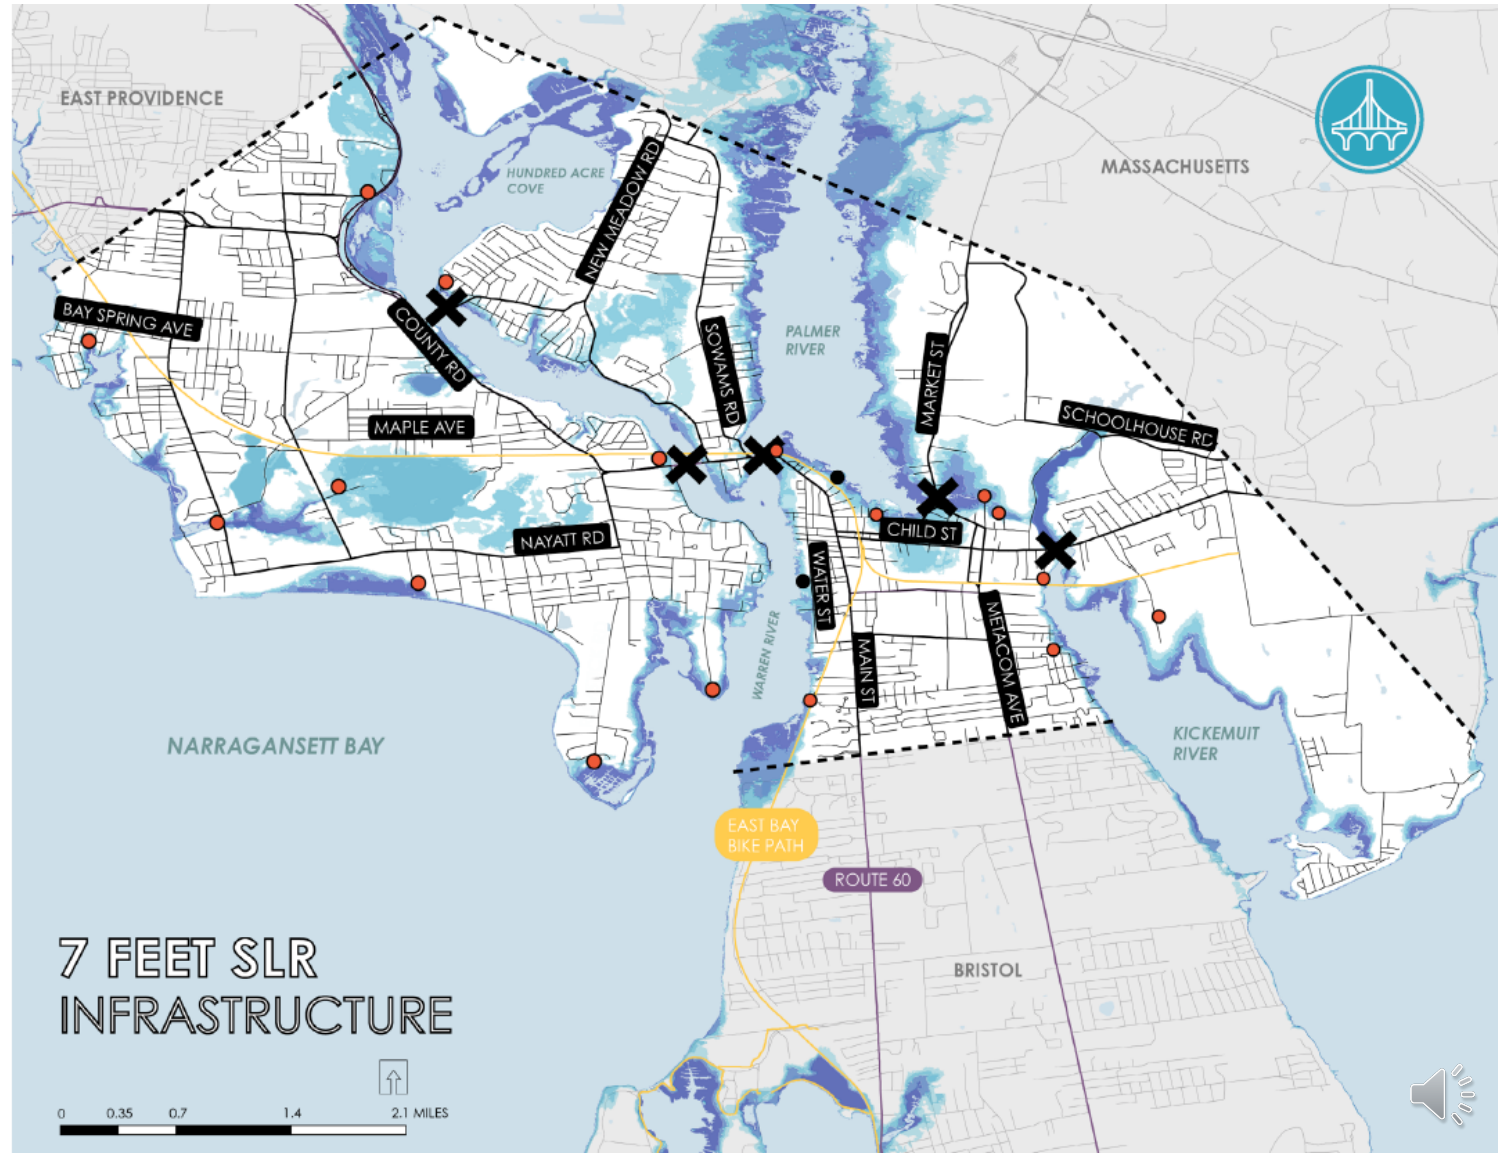 EAST PROVIDENCE
MASSACHUSETTS
HUNDRED ACRE
COVE
NEW MEADOW RD
BAY SPRING AVE
COUNTY RD
PALMER
RIVER
SOWAMS RD
MARKET ST
MAPLE AVE
SCHOOLHOUSE RD
NAYATT RD
CHILD ST
WATER ST
WARREN RIVER
MAIN ST
METACOM AVE
NARRAGANSETT BAY
KICKEMUIT
RIVER
EAST BAY
BIKE PATH
ROUTE 60
BRISTOL
7 FEET SLR
INFRASTRUCTURE
0 0.35 0.7 1.4 2.1 MILES